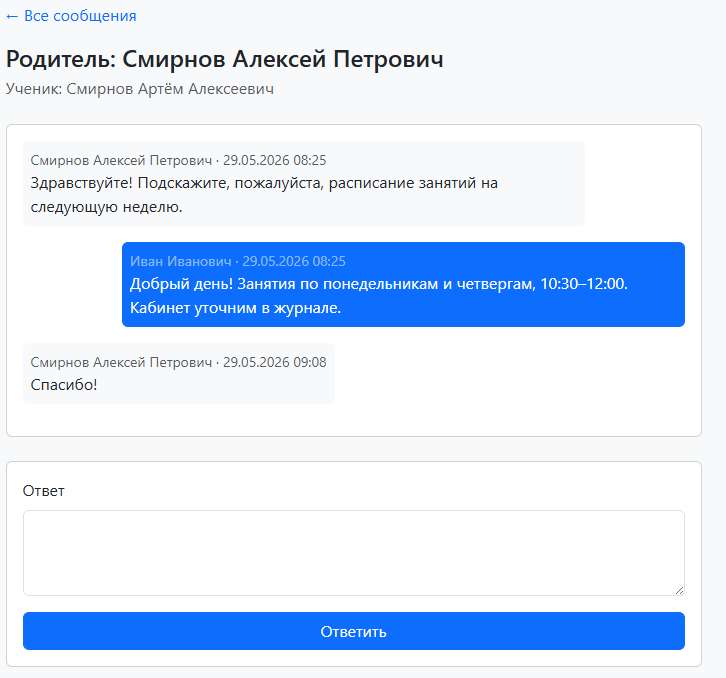 ← Все сообщения
Родитель: Смирнов Алексей Петрович
Ученик: Смирнов Артём Алексеевич
Смирнов Алексей Петрович · 29.05.2026 08:25
Здравствуйте! Подскажите, пожалуйста, расписание занятий на
следующую неделю.
Иван Иванович · 29.05.2026 08:25
Добрый день! Занятия по понедельникам и четвергам, 10:30–12:00.
Кабинет уточним в журнале.
Смирнов Алексей Петрович · 29.05.2026 09:08
Спасибо!
Ответ
Ответить